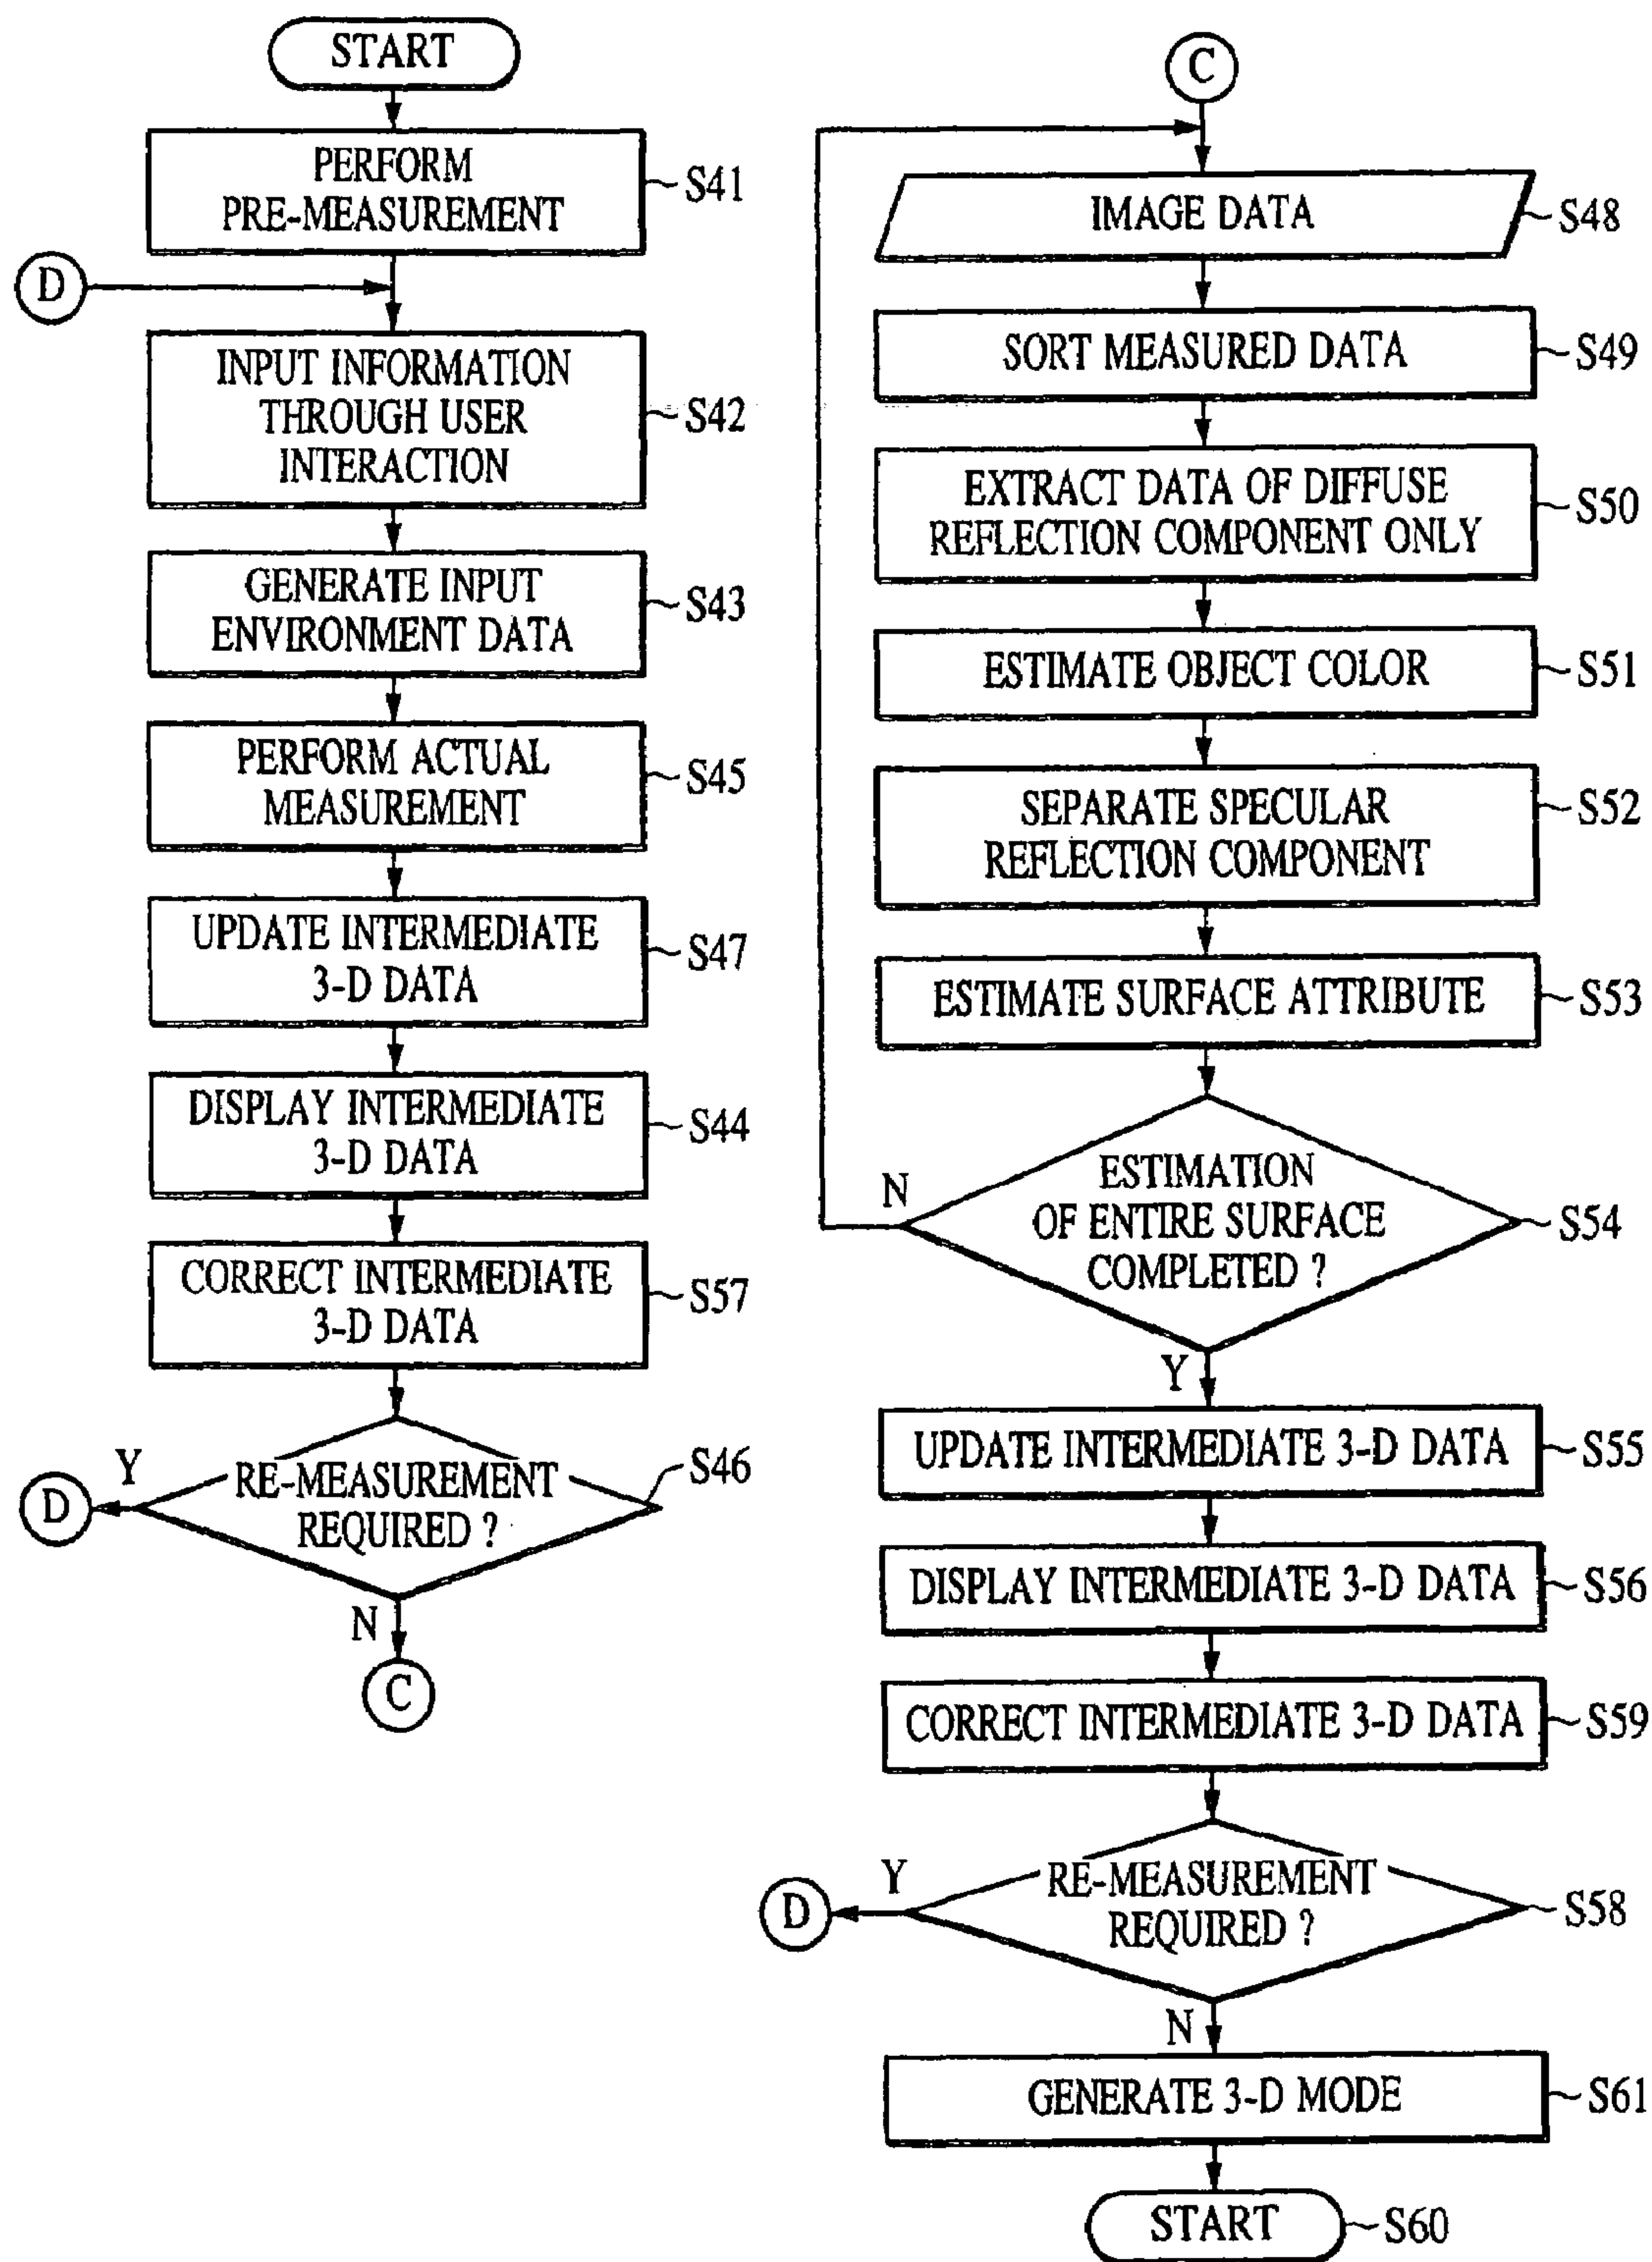 START
PERFORM
PRE-MEASUREMENT
S41
D
INPUT INFORMATION
THROUGH USER
INTERACTION
S42
GENERATE INPUT
ENVIRONMENT DATA
S43
PERFORM ACTUAL
MEASUREMENT
S45
UPDATE INTERMEDIATE
3-D DATA
S47
DISPLAY INTERMEDIATE
3-D DATA
S44
CORRECT INTERMEDIATE
3-D DATA
S57
RE-MEASUREMENT
REQUIRED ?
S46
Y
D
N
C
C
IMAGE DATA
S48
SORT MEASURED DATA
S49
EXTRACT DATA OF DIFFUSE
REFLECTION COMPONENT ONLY
S50
ESTIMATE OBJECT COLOR
S51
SEPARATE SPECULAR
REFLECTION COMPONENT
S52
ESTIMATE SURFACE ATTRIBUTE
S53
ESTIMATION
OF ENTIRE SURFACE
COMPLETED ?
S54
N
Y
UPDATE INTERMEDIATE 3-D DATA
S55
DISPLAY INTERMEDIATE 3-D DATA
S56
CORRECT INTERMEDIATE 3-D DATA
S59
RE-MEASUREMENT
REQUIRED ?
S58
Y
D
N
GENERATE 3-D MODE
S61
START
S60